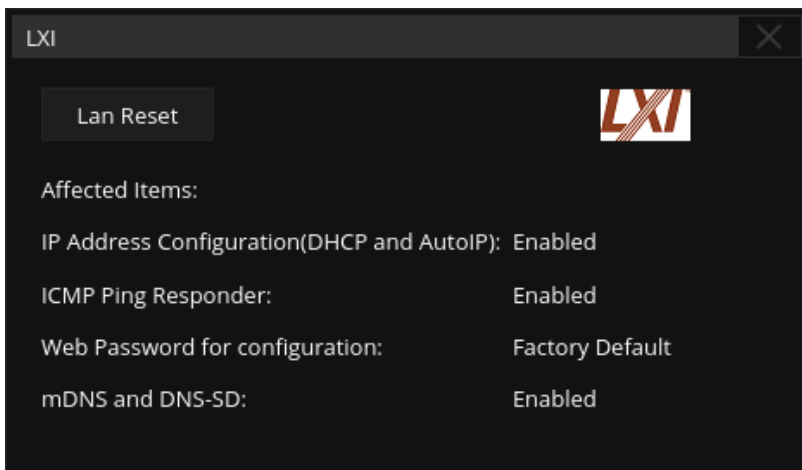 LXI
Lan Reset
LXI
Affected Items:
IP Address Configuration(DHCP and AutoIP): Enabled
ICMP Ping Responder: Enabled
Web Password for configuration: Factory Default
mDNS and DNS-SD: Enabled